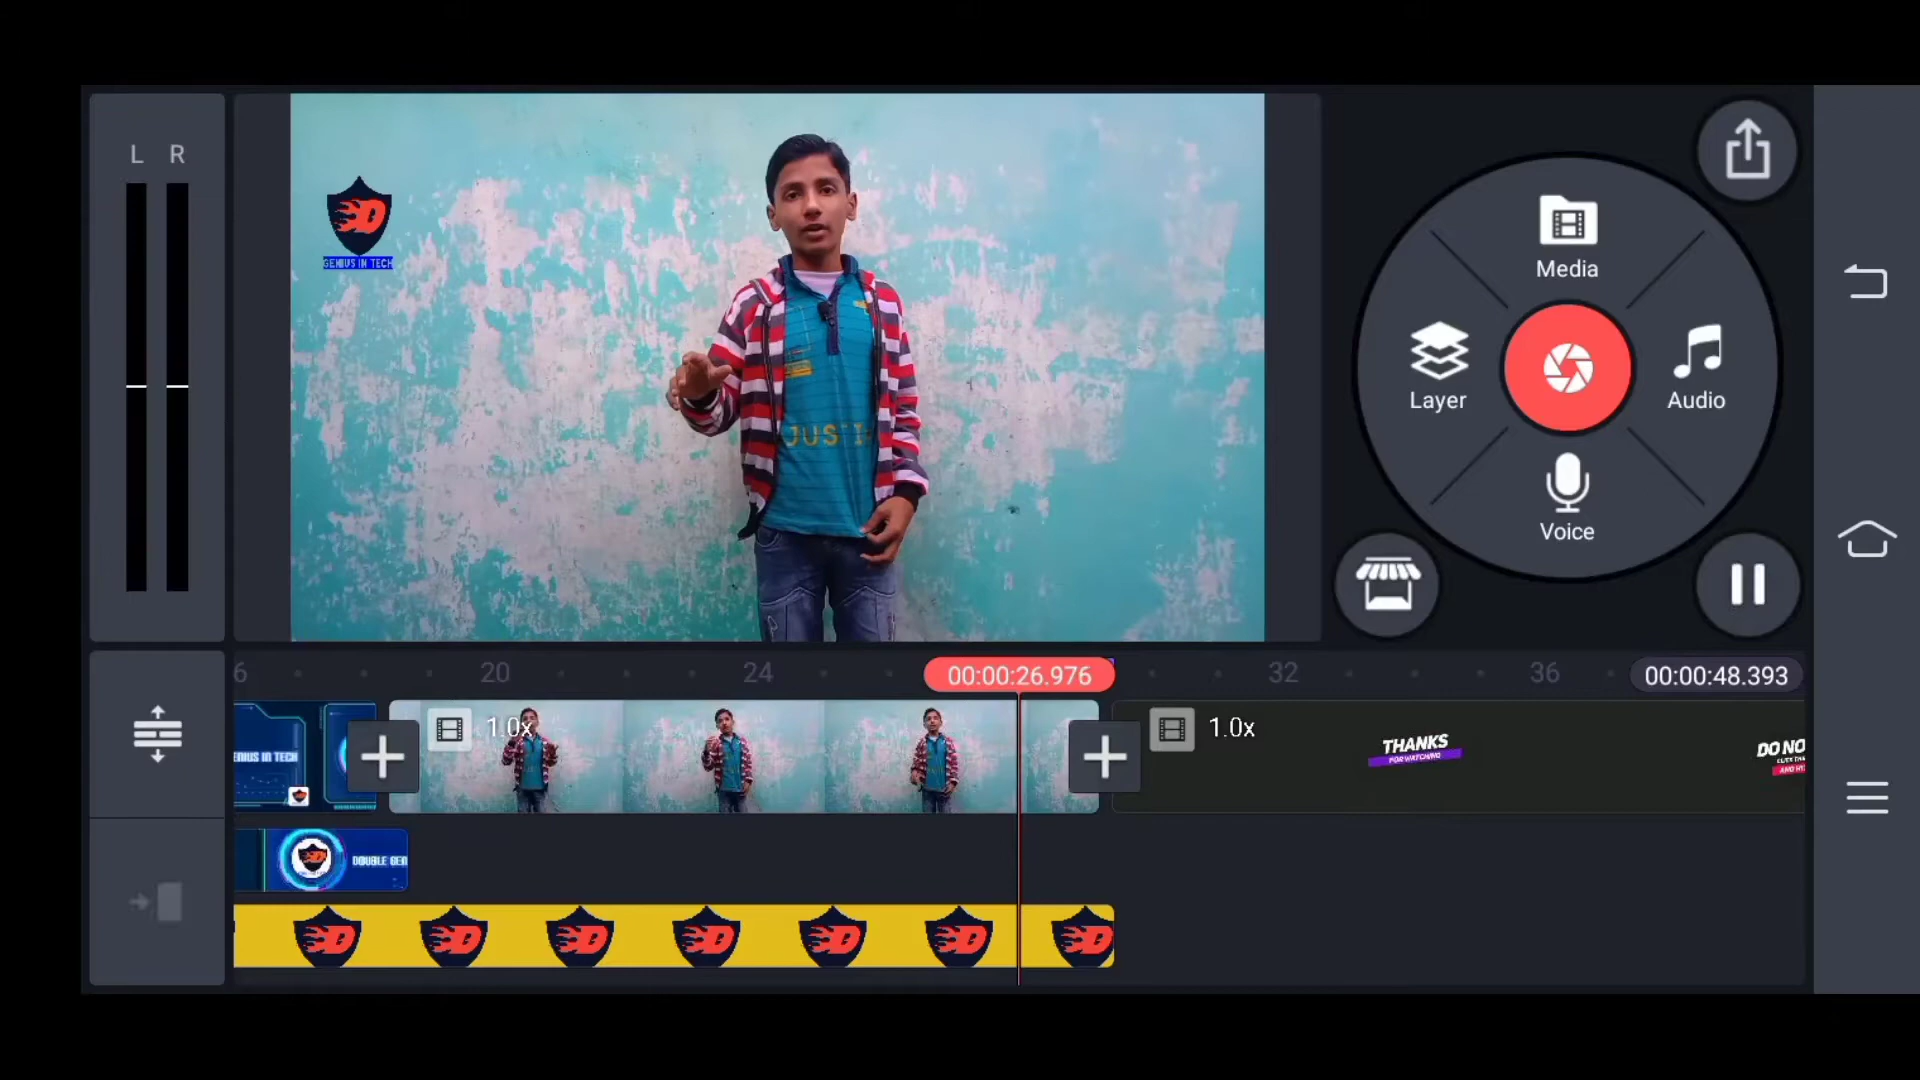 L R
GENIUS IN TECH
JUST
Media
Layer
Audio
Voice
6 20 24 00:00:26.976 32 36 00:00:48.393
GENIUS IN TECH
1.0x
1.0x
THANKS
FOR WATCHING
DO NO
DOUBLE GEN